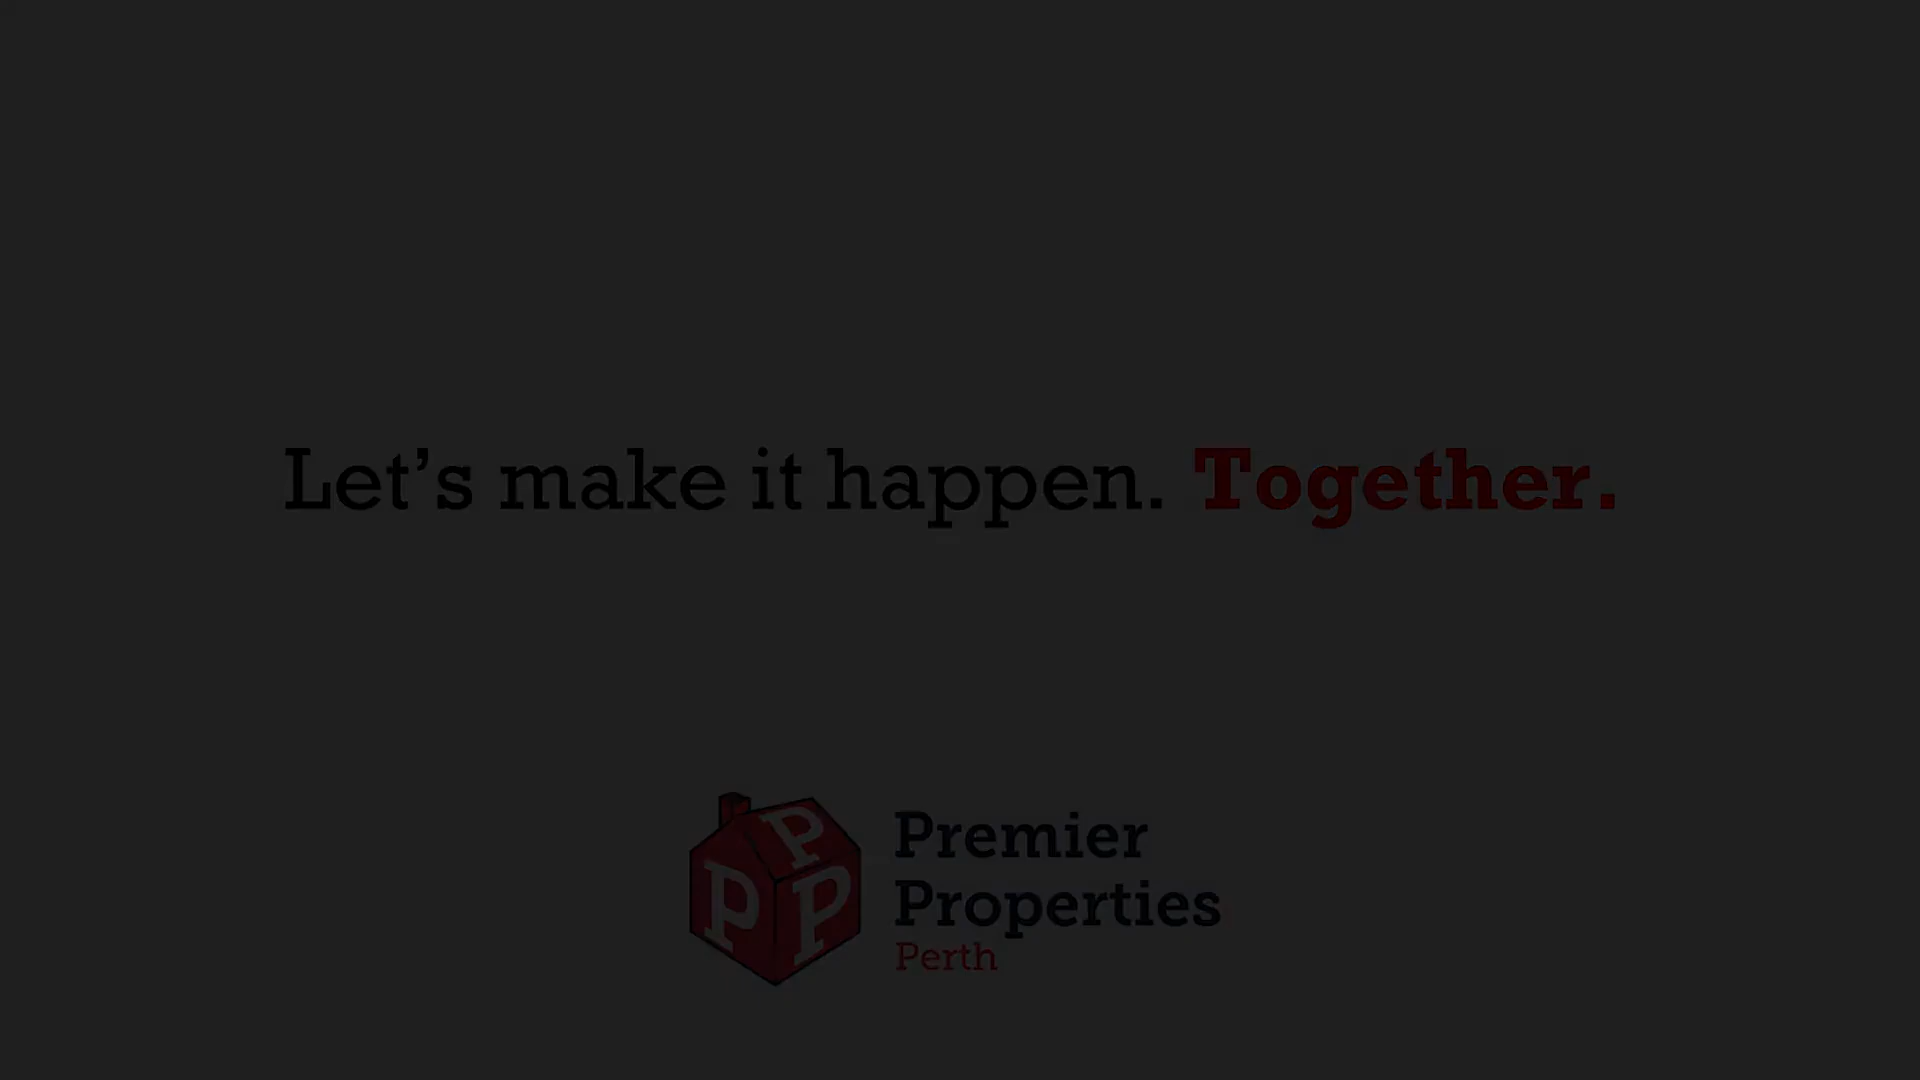 Let’s make it happen. Together.
P
P P
Premier
Properties
Perth